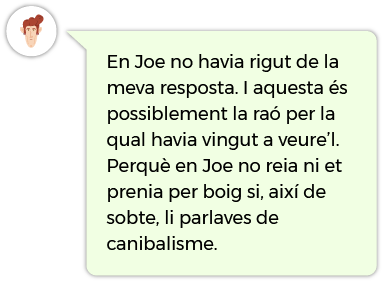 En Joe no havia rigut de la
meva resposta. I aquesta és
possiblement la raó per la
qual havia vingut a veure’l.
Perquè en Joe no reia ni et
prenia per boig si, així de
sobte, li parlaves de
canibalisme.